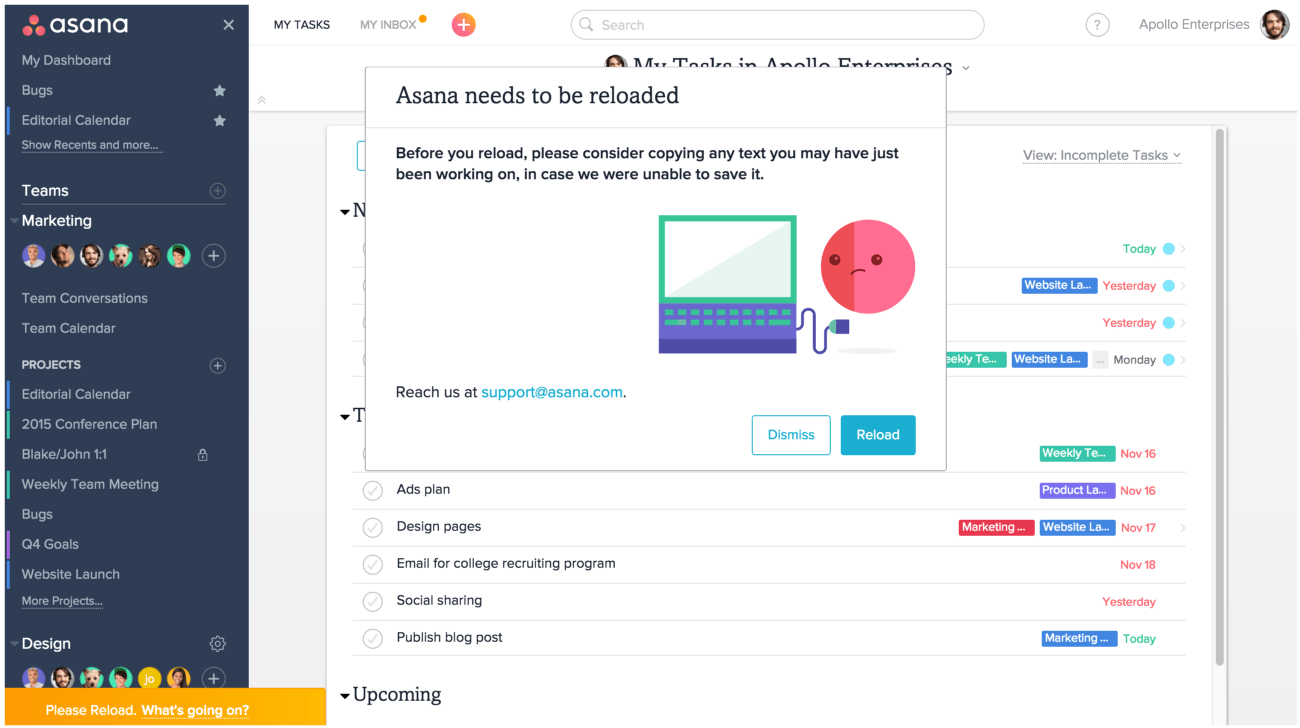 asana
MY TASKS
MY INBOX
Search
?
Apollo Enterprises
My Dashboard
Bugs
Editorial Calendar
Show Recents and more...
Teams
Marketing
Team Conversations
Team Calendar
PROJECTS
Editorial Calendar
2015 Conference Plan
Blake/John 1:1
Weekly Team Meeting
Bugs
Q4 Goals
Website Launch
More Projects...
Design
jo
Please Reload. What's going on?
My Tasks in Apollo Enterprises
View: Incomplete Tasks
Asana needs to be reloaded
Before you reload, please consider copying any text you may have just
been working on, in case we were unable to save it.
Reach us at support@asana.com.
Dismiss
Reload
N
Today
Website La... Yesterday
Yesterday
eekly Te... Website La... ... Monday
T
Weekly Te... Nov 16
Ads plan Product La... Nov 16
Design pages Marketing ... Website La... Nov 17
Email for college recruiting program Nov 18
Social sharing Yesterday
Publish blog post Marketing ... Today
Upcoming